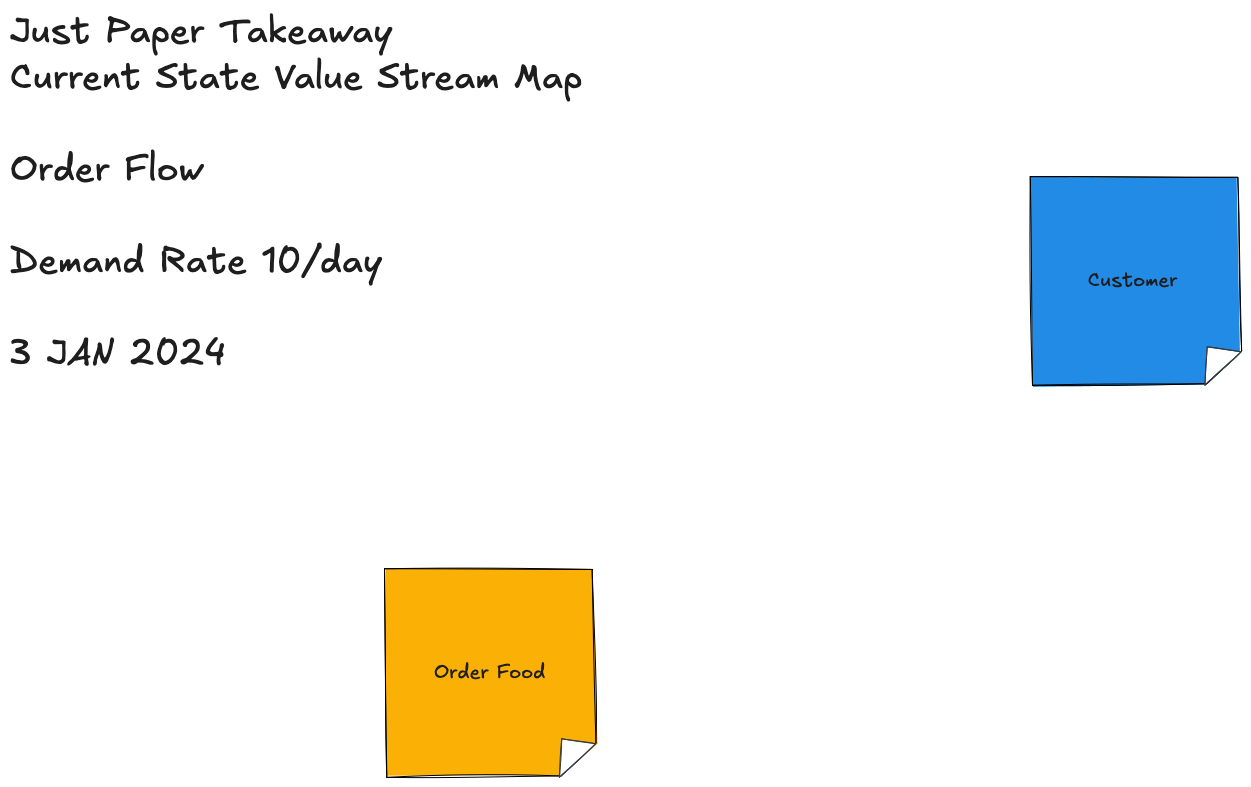 Just Paper Takeaway
Current State Value Stream Map
Order Flow
Demand Rate 10/day
3 JAN 2024
Customer
Order Food